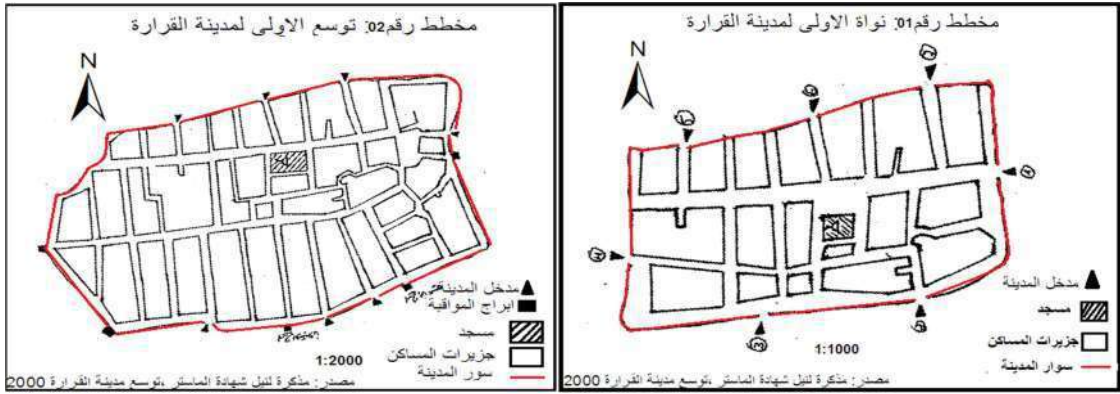 مخطط رقم01: نواة الاولى لمدينة القرارة
N
مدخل المدينة
مسجد
جزيرات المساكن
سوار المدينة
1:1000
مصدر: مذكرة لنيل شهادة الماستر ،توسع مدينة القرارة 2000
مخطط رقم02: توسع الاولى لمدينة القرارة
N
مدخل المدينة
ابراج المواقبة
مسجد
جزيرات المساكن
سور المدينة
1:2000
مصدر: مذكرة لنيل شهادة الماستر ،توسع مدينة القرارة 2000